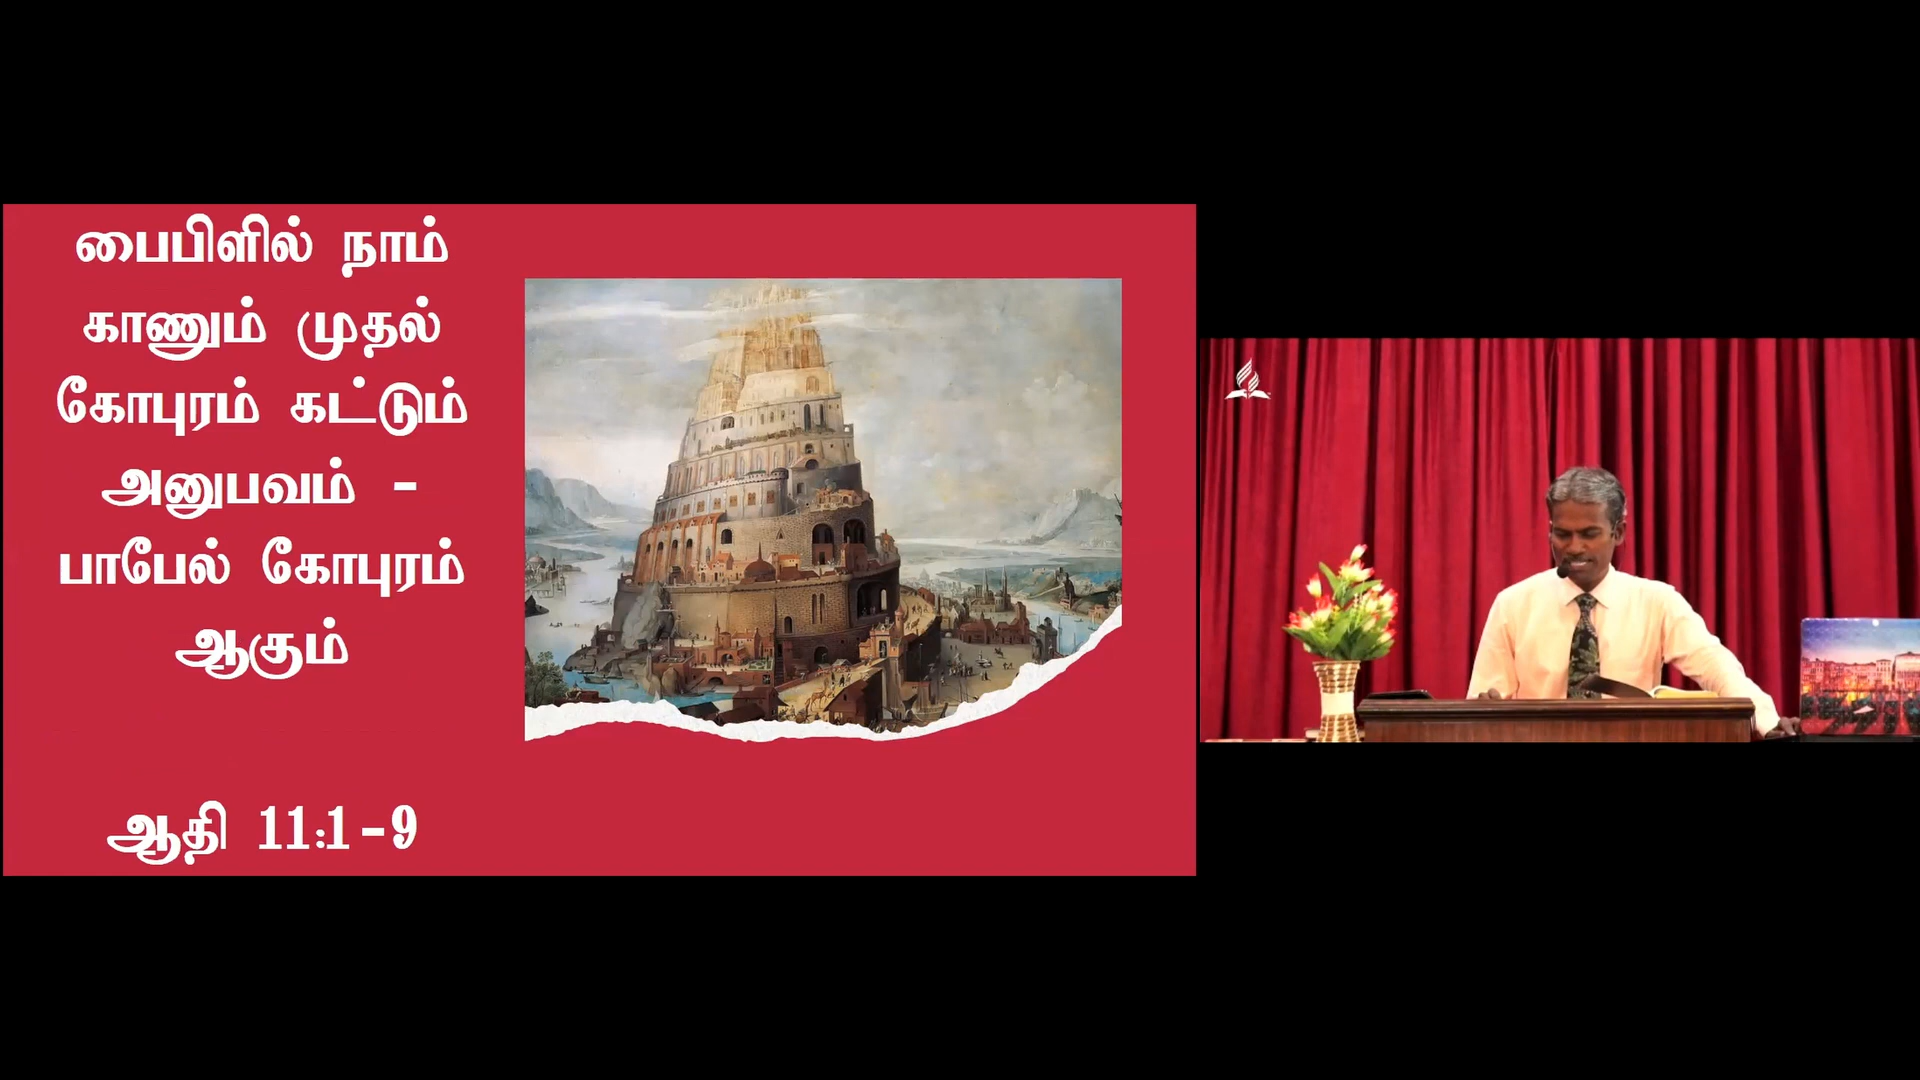 பைபிளில் நாம்
காணும் முதல்
கோபுரம் கட்டும்
அனுபவம் -
பாபேல் கோபுரம்
ஆகும்
ஆதி 11:1-9